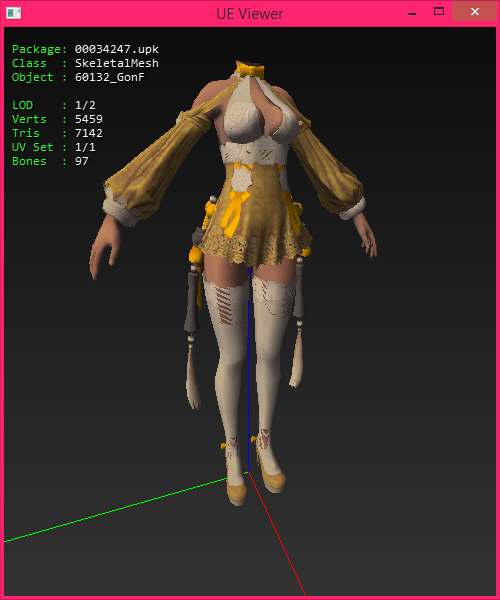 UE Viewer
Package: 00034247.upk
Class : SkeletalMesh
Object : 60132_GonF
LOD : 1/2
Verts : 5459
Tris : 7142
UV Set : 1/1
Bones : 97